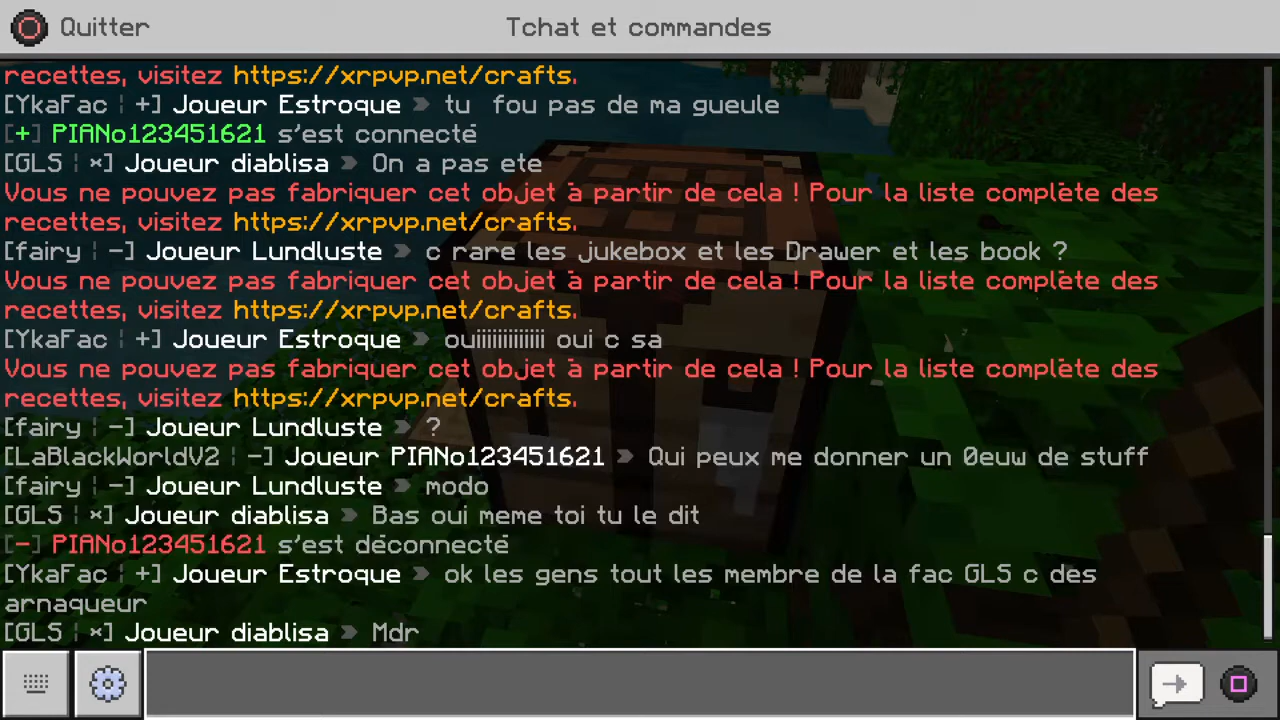 Quitter
Tchat et commandes
recettes, visitez https://xrpvp.net/crafts.
[YkaFac ¦ +] Joueur Estroque » tu  fou pas de ma gueule
[+] PIANo123451621 s'est connecté
[GLS ¦ ×] Joueur diablisa » On a pas ete
Vous ne pouvez pas fabriquer cet objet à partir de cela ! Pour la liste complète des
recettes, visitez https://xrpvp.net/crafts.
[fairy ¦ -] Joueur Lundluste » c rare les jukebox et les Drawer et les book ?
Vous ne pouvez pas fabriquer cet objet à partir de cela ! Pour la liste complète des
recettes, visitez https://xrpvp.net/crafts.
[YkaFac ¦ +] Joueur Estroque » ouiiiiiiiiiiiii oui c sa
Vous ne pouvez pas fabriquer cet objet à partir de cela ! Pour la liste complète des
recettes, visitez https://xrpvp.net/crafts.
[fairy ¦ -] Joueur Lundluste » ?
[LaBlackWorldV2 ¦ -] Joueur PIANo123451621 » Qui peux me donner un 0euw de stuff
[fairy ¦ -] Joueur Lundluste » modo
[GLS ¦ ×] Joueur diablisa » Bas oui meme toi tu le dit
[-] PIANo123451621 s'est déconnecté
[YkaFac ¦ +] Joueur Estroque » ok les gens tout les membre de la fac GLS c des
arnaqueur
[GLS ¦ ×] Joueur diablisa » Mdr